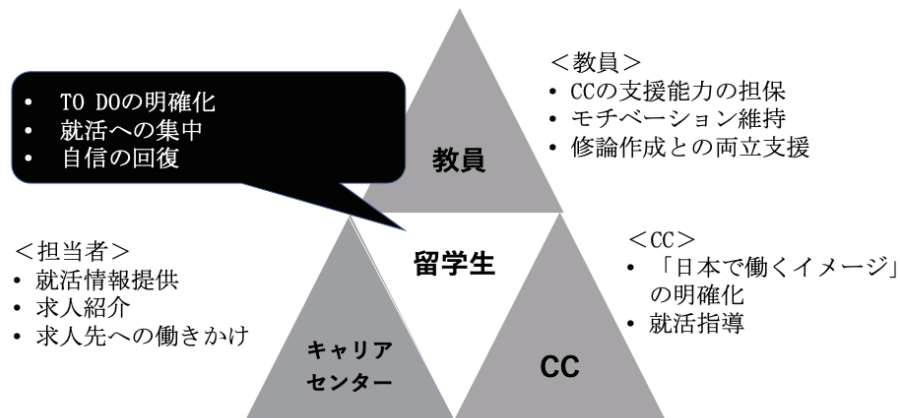 • TO DOの明確化
• 就活への集中
• 自信の回復
教員
＜教員＞
• CCの支援能力の担保
• モチベーション維持
• 修論作成との両立支援
留学生
＜担当者＞
• 就活情報提供
• 求人紹介
• 求人先への働きかけ
キャリア
センター
CC
＜CC＞
• 「日本で働くイメージ」
の明確化
• 就活指導